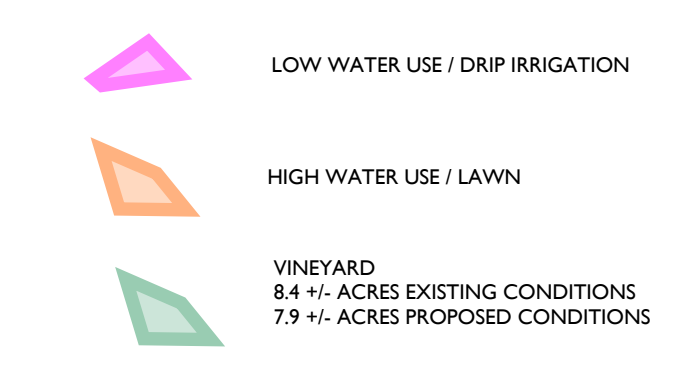 LOW WATER USE / DRIP IRRIGATION
HIGH WATER USE / LAWN
VINEYARD
8.4 +/- ACRES EXISTING CONDITIONS
7.9 +/- ACRES PROPOSED CONDITIONS